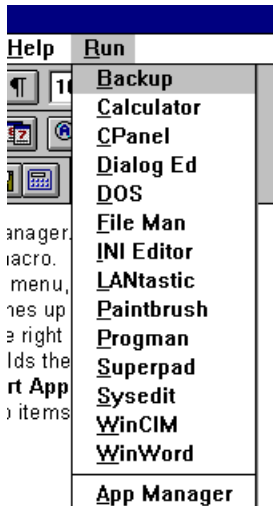 Help Run
¶ 10
Backup
Calculator
CPanel
Dialog Ed
DOS
File Man
INI Editor
LANtastic
Paintbrush
Progman
Superpad
Sysedit
WinCIM
WinWord
App Manager
anager.
acro.
menu,
nes up
e right
lds the
rt App
o items